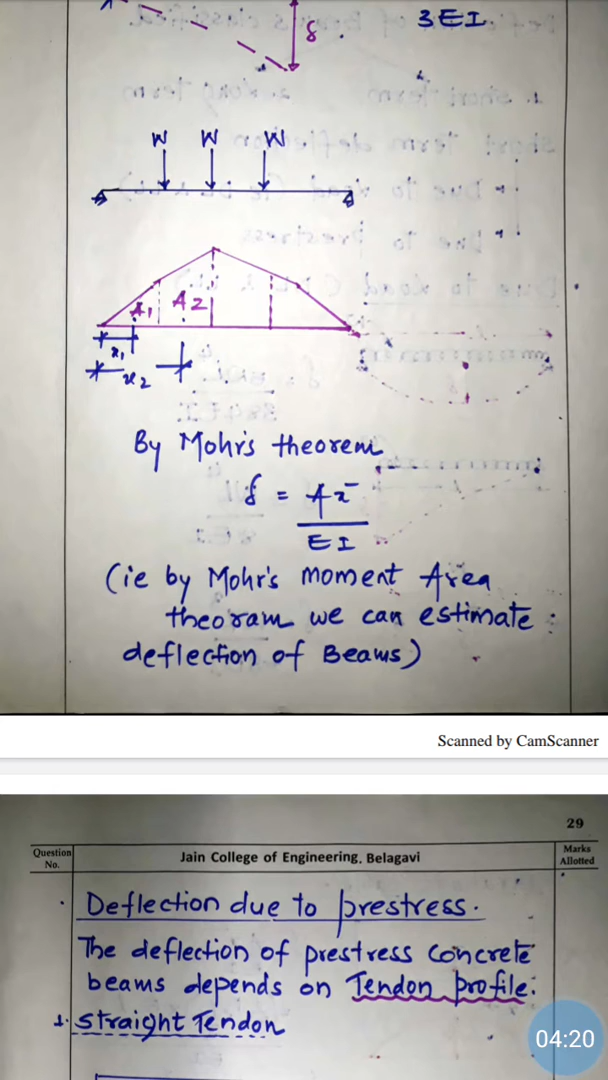 δ.
3EI.
W W W
A1 A2
x1
x2
By Mohr's theorem
δ = Ax̄
EI
(ie by Mohr's moment Area
theoram we can estimate
deflection of Beams)
Scanned by CamScanner
29
Question No.
Jain College of Engineering, Belagavi
Marks Allotted
Deflection due to prestress.
The deflection of prestress concrete
beams depends on Tendon profile:
1. Straight Tendon
04:20